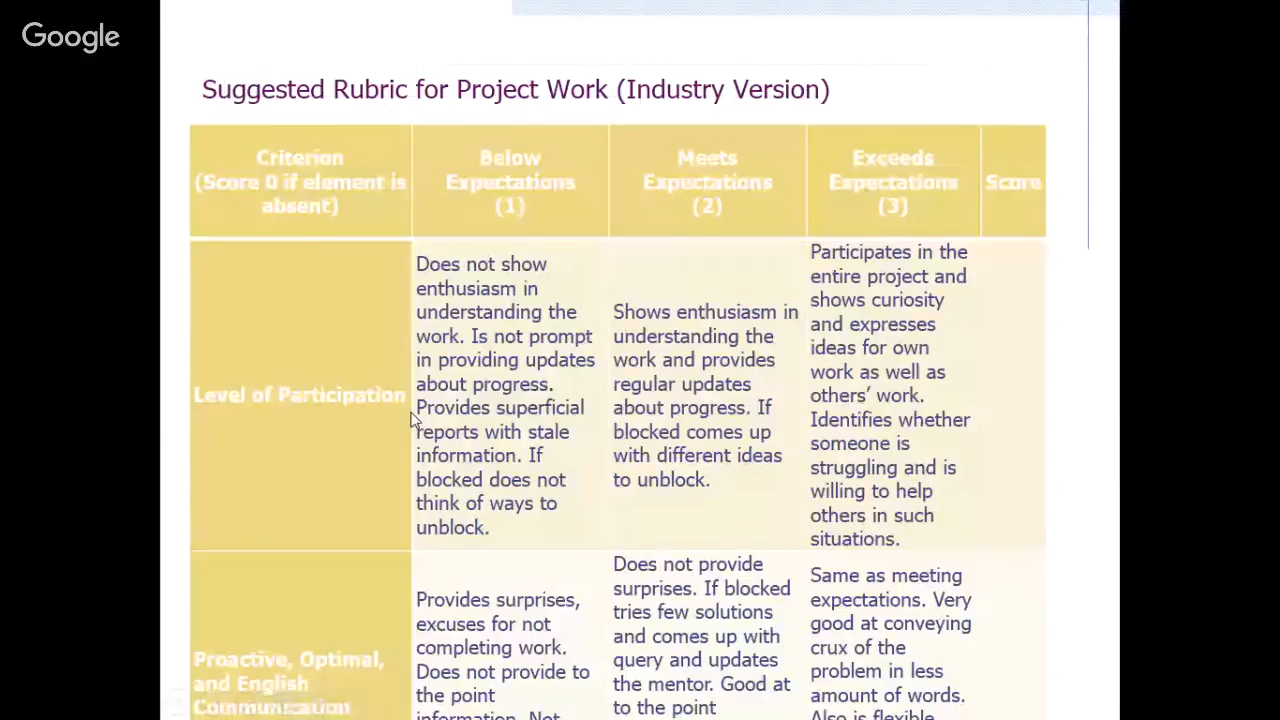 Google
Suggested Rubric for Project Work (Industry Version)
Criterion
(Score 0 if element is
absent)
Below
Expectations
(1)
Meets
Expectations
(2)
Exceeds
Expectations
(3)
Score
Level of Participation
Does not show
enthusiasm in
understanding the
work. Is not prompt
in providing updates
about progress.
Provides superficial
reports with stale
information. If
blocked does not
think of ways to
unblock.
Shows enthusiasm in
understanding the
work and provides
regular updates
about progress. If
blocked comes up
with different ideas
to unblock.
Participates in the
entire project and
shows curiosity
and expresses
ideas for own
work as well as
others’ work.
Identifies whether
someone is
struggling and is
willing to help
others in such
situations.
Proactive, Optimal,
and English
Communication
Provides surprises,
excuses for not
completing work.
Does not provide to
the point
information. Not
Does not provide
surprises. If blocked
tries few solutions
and comes up with
query and updates
the mentor. Good at
to the point
Same as meeting
expectations. Very
good at conveying
crux of the
problem in less
amount of words.
Also is flexible